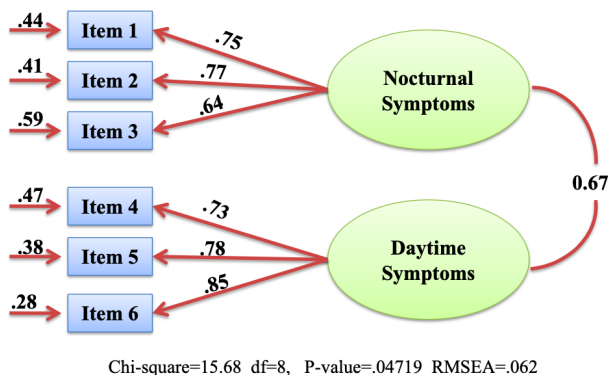 .44
Item 1
.75
.41
Item 2
.77
Nocturnal
Symptoms
.59
Item 3
.64
0.67
.47
Item 4
.73
.38
Item 5
.78
Daytime
Symptoms
.28
Item 6
.85
Chi-square=15.68 df=8, P-value=.04719 RMSEA=.062